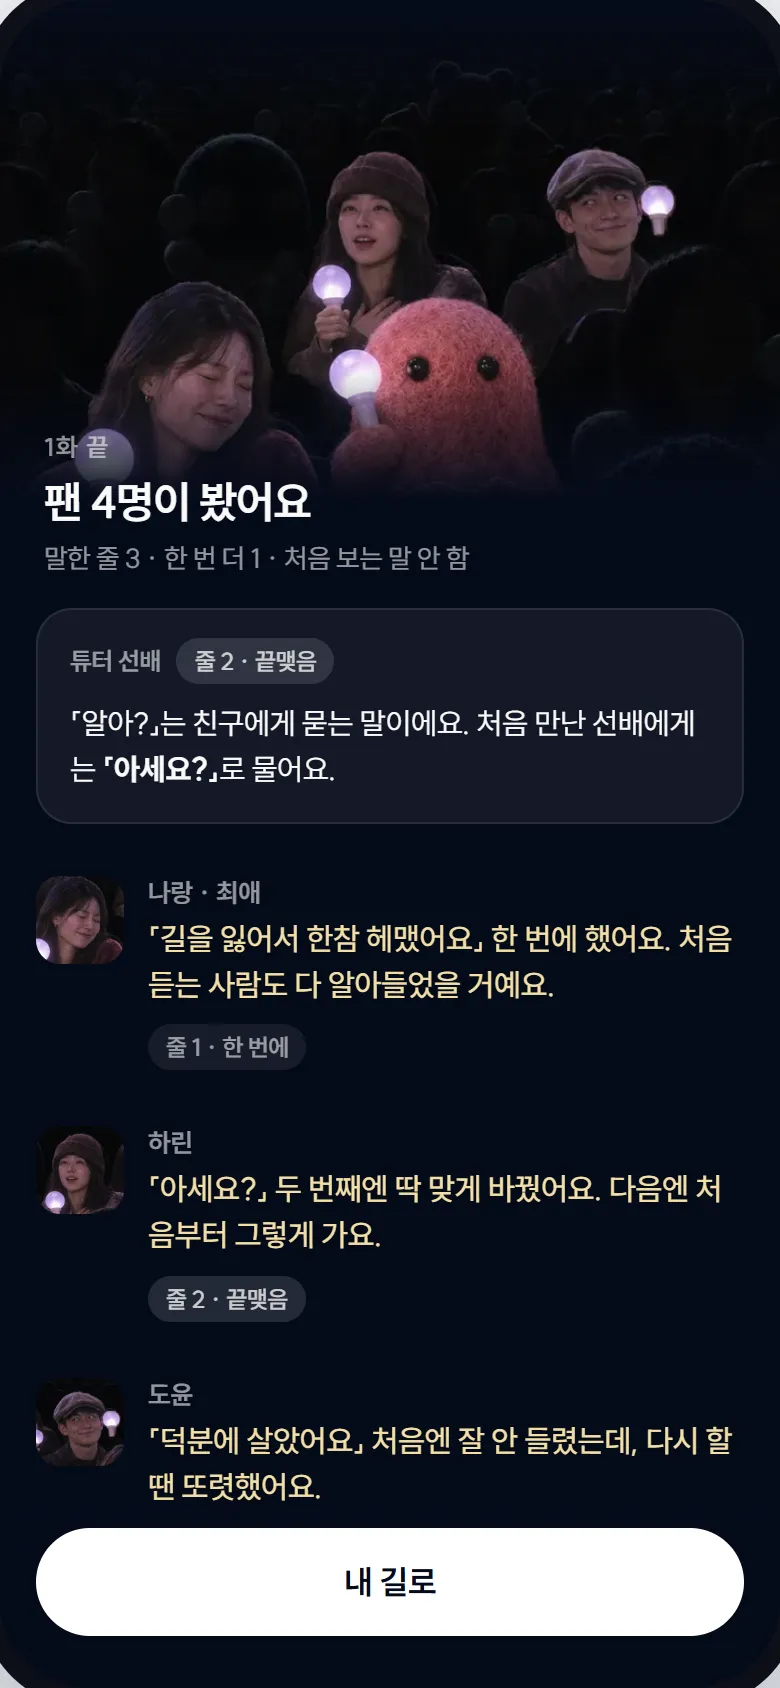 1화 끝
팬 4명이 봤어요
말한 줄 3 · 한 번 더 1 · 처음 보는 말 안 함
튜터 선배 줄 2 · 끝맺음
「알아?」는 친구에게 묻는 말이에요. 처음 만난 선배에게
는 「아세요?」로 물어요.
나랑 · 최애
「길을 잃어서 한참 헤맸어요」 한 번에 했어요. 처음
듣는 사람도 다 알아들었을 거예요.
줄 1 · 한 번에
하린
「아세요?」 두 번째엔 딱 맞게 바꿨어요. 다음엔 처
음부터 그렇게 가요.
줄 2 · 끝맺음
도윤
「덕분에 살았어요」 처음엔 잘 안 들렸는데, 다시 할
땐 또렷했어요.
내 길로